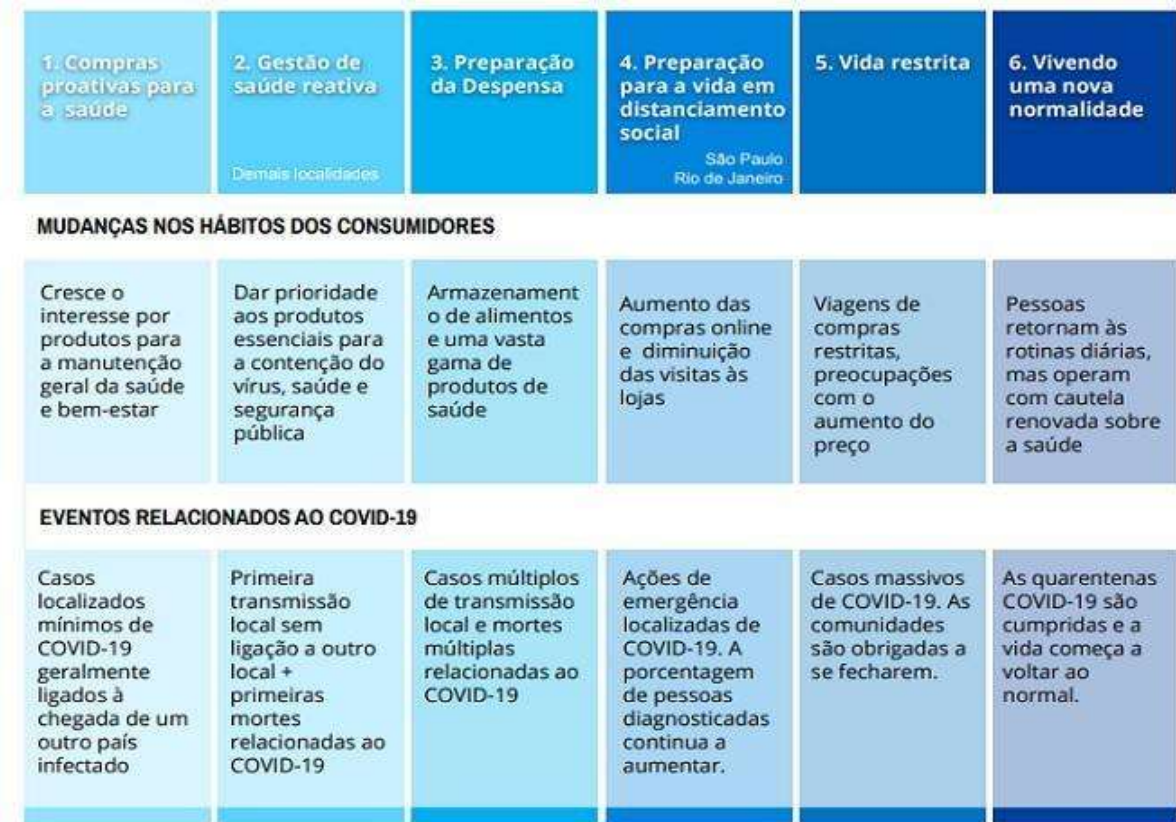 1. Compras
proativas para
a saúde
2. Gestão de
saúde reativa
Demais localidades
3. Preparação
da Despensa
4. Preparação
para a vida em
distanciamento
social
São Paulo
Rio de Janeiro
5. Vida restrita
6. Vivendo
uma nova
normalidade
MUDANÇAS NOS HÁBITOS DOS CONSUMIDORES
Cresce o
interesse por
produtos para
a manutenção
geral da saúde
e bem-estar
Dar prioridade
aos produtos
essenciais para
a contenção do
vírus, saúde e
segurança
pública
Armazenament
o de alimentos
e uma vasta
gama de
produtos de
saúde
Aumento das
compras online
e diminuição
das visitas às
lojas
Viagens de
compras
restritas,
preocupações
com o
aumento do
preço
Pessoas
retornam às
rotinas diárias,
mas operam
com cautela
renovada sobre
a saúde
EVENTOS RELACIONADOS AO COVID-19
Casos
localizados
mínimos de
COVID-19
geralmente
ligados à
chegada de um
outro país
infectado
Primeira
transmissão
local sem
ligação a outro
local +
primeiras
mortes
relacionadas ao
COVID-19
Casos múltiplos
de transmissão
local e mortes
múltiplas
relacionadas ao
COVID-19
Ações de
emergência
localizadas de
COVID-19. A
porcentagem
de pessoas
diagnosticadas
continua a
aumentar.
Casos massivos
de COVID-19. As
comunidades
são obrigadas a
se fecharem.
As quarentenas
COVID-19 são
cumpridas e a
vida começa a
voltar ao
normal.